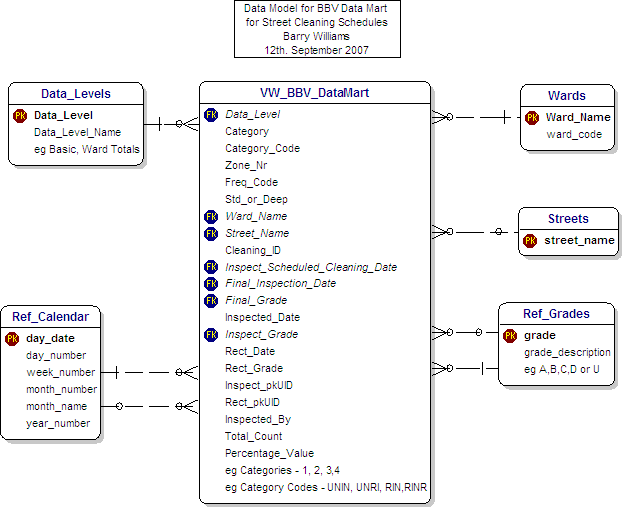 Data Model for BBV Data Mart
for Street Cleaning Schedules
Barry Williams
12th. September 2007
Data_Levels
PK Data_Level
Data_Level_Name
eg Basic, Ward Totals
VW_BBV_DataMart
FK Data_Level
Category
Category_Code
Zone_Nr
Freq_Code
Std_or_Deep
FK Ward_Name
FK Street_Name
Cleaning_ID
FK Inspect_Scheduled_Cleaning_Date
FK Final_Inspection_Date
FK Final_Grade
Inspected_Date
FK Inspect_Grade
Rect_Date
Rect_Grade
Inspect_pkUID
Rect_pkUID
Inspected_By
Total_Count
Percentage_Value
eg Categories - 1, 2, 3,4
eg Category Codes - UNIN, UNRI, RIN,RINR
Wards
PK Ward_Name
ward_code
Streets
PK street_name
Ref_Calendar
PK day_date
day_number
week_number
month_number
month_name
year_number
Ref_Grades
PK grade
grade_description
eg A,B,C,D or U